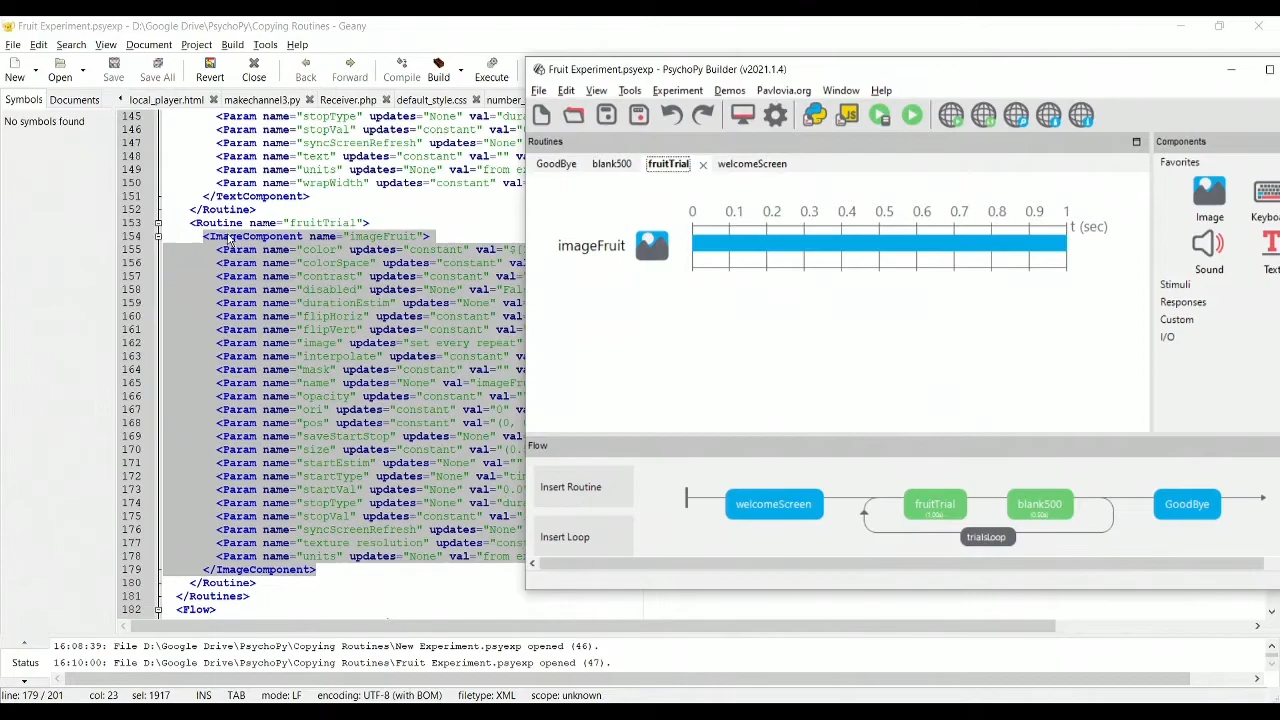 Fruit Experiment.psyexp - D:\Google Drive\PsychoPy\Copying Routines - Geany
File Edit Search View Document Project Build Tools Help
New Open Save Save All Revert Close Back Forward Compile Build Execute
Symbols Documents local_player.html makechannel3.py Receiver.php default_style.css number_
No symbols found
145 <Param name="stopType" updates="None" val="dur
146 <Param name="stopVal" updates="constant" val="
147 <Param name="syncScreenRefresh" updates="None"
148 <Param name="text" updates="constant" val=""
149 <Param name="units" updates="None" val="from e
150 <Param name="wrapWidth" updates="constant" val
151 </TextComponent>
152 </Routine>
153 <Routine name="fruitTrial">
154 <ImageComponent name="imageFruit">
155 <Param name="color" updates="constant" val="$[
156 <Param name="colorSpace" updates="constant" va
157 <Param name="contrast" updates="constant" val=
158 <Param name="disabled" updates="None" val="Fal
159 <Param name="durationEstim" updates="None" val
160 <Param name="flipHoriz" updates="constant" val
161 <Param name="flipVert" updates="constant" val=
162 <Param name="image" updates="set every repeat"
163 <Param name="interpolate" updates="constant" v
164 <Param name="mask" updates="constant" val=""
165 <Param name="name" updates="None" val="imageFr
166 <Param name="opacity" updates="constant" val="
167 <Param name="ori" updates="constant" val="0"
168 <Param name="pos" updates="constant" val="(0,
169 <Param name="saveStartStop" updates="None" val
170 <Param name="size" updates="constant" val="(0.
171 <Param name="startEstim" updates="None" val=""
172 <Param name="startType" updates="None" val="ti
173 <Param name="startVal" updates="None" val="0.0
174 <Param name="stopType" updates="None" val="dur
175 <Param name="stopVal" updates="constant" val="
176 <Param name="syncScreenRefresh" updates="None"
177 <Param name="texture resolution" updates="cons
178 <Param name="units" updates="None" val="from e
179 </ImageComponent>
180 </Routine>
181 </Routines>
182 <Flow>
Fruit Experiment.psyexp - PsychoPy Builder (v2021.1.4)
File Edit View Tools Experiment Demos Pavlovia.org Window Help
Routines
GoodBye blank500 fruitTrial welcomeScreen
0 0.1 0.2 0.3 0.4 0.5 0.6 0.7 0.8 0.9 1
t (sec)
imageFruit
Components
Favorites
Image Keybo
Sound Text
Stimuli
Responses
Custom
I/O
Flow
Insert Routine
Insert Loop
welcomeScreen
fruitTrial
(1.00s)
blank500
(0.50s)
trialsLoop
GoodBye
Status
16:08:39: File D:\Google Drive\PsychoPy\Copying Routines\New Experiment.psyexp opened (46).
16:10:00: File D:\Google Drive\PsychoPy\Copying Routines\Fruit Experiment.psyexp opened (47).
line: 179 / 201 col: 23 sel: 1917 INS TAB mode: LF encoding: UTF-8 (with BOM) filetype: XML scope: unknown